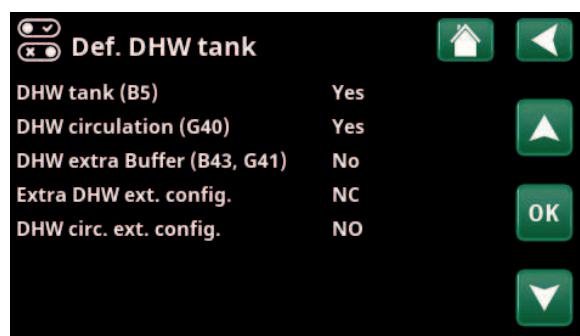 Def. DHW tank
DHW tank (B5) Yes
DHW circulation (G40) Yes
DHW extra Buffer (B43, G41) No
Extra DHW ext. config. NC
DHW circ. ext. config. NO
OK